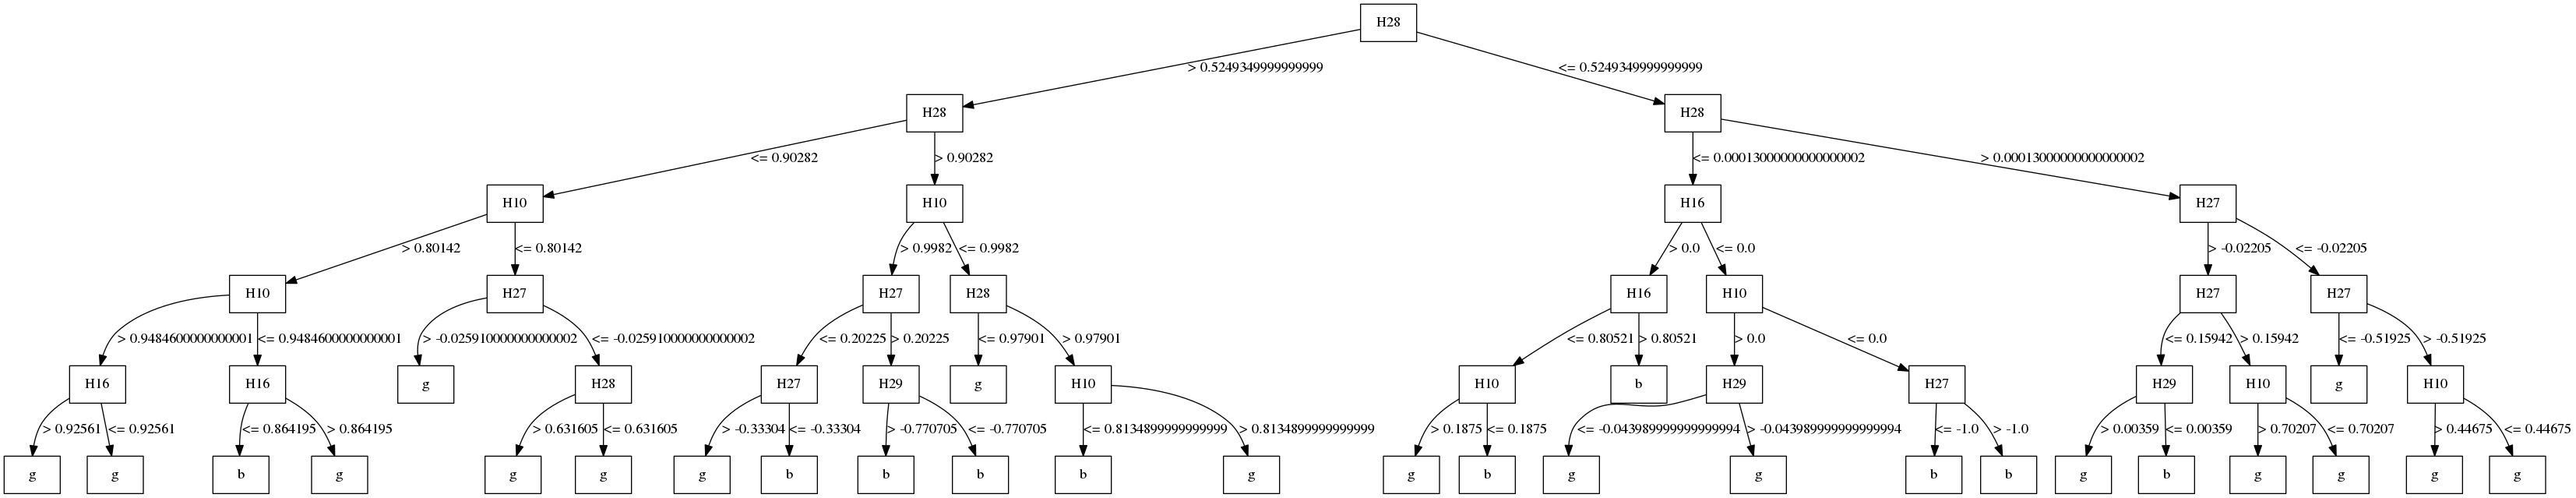 H28
> 0.5249349999999999
<= 0.5249349999999999
H28
H28
<= 0.90282
> 0.90282
<= 0.00013000000000000002
> 0.00013000000000000002
H10
H10
H16
H27
> 0.80142
<= 0.80142
> 0.9982
<= 0.9982
> 0.0
<= 0.0
> -0.02205
<= -0.02205
H10
H27
H27
H28
H16
H10
H27
H27
> 0.9484600000000001
<= 0.9484600000000001
> -0.025910000000000002
<= -0.025910000000000002
<= 0.20225
> 0.20225
<= 0.97901
> 0.97901
<= 0.80521
> 0.80521
> 0.0
<= 0.0
<= 0.15942
> 0.15942
<= -0.51925
> -0.51925
H16
H16
g
H28
H27
H29
g
H10
H10
b
H29
H27
H29
H10
g
H10
> 0.92561
<= 0.92561
<= 0.864195
> 0.864195
> 0.631605
<= 0.631605
> -0.33304
<= -0.33304
> -0.770705
<= -0.770705
<= 0.8134899999999999
> 0.8134899999999999
> 0.1875
<= 0.1875
<= -0.043989999999999994
> -0.043989999999999994
<= -1.0
> -1.0
> 0.00359
<= 0.00359
> 0.70207
<= 0.70207
> 0.44675
<= 0.44675
g
g
b
g
g
g
g
b
b
b
b
g
g
b
g
g
b
b
g
b
g
g
g
g